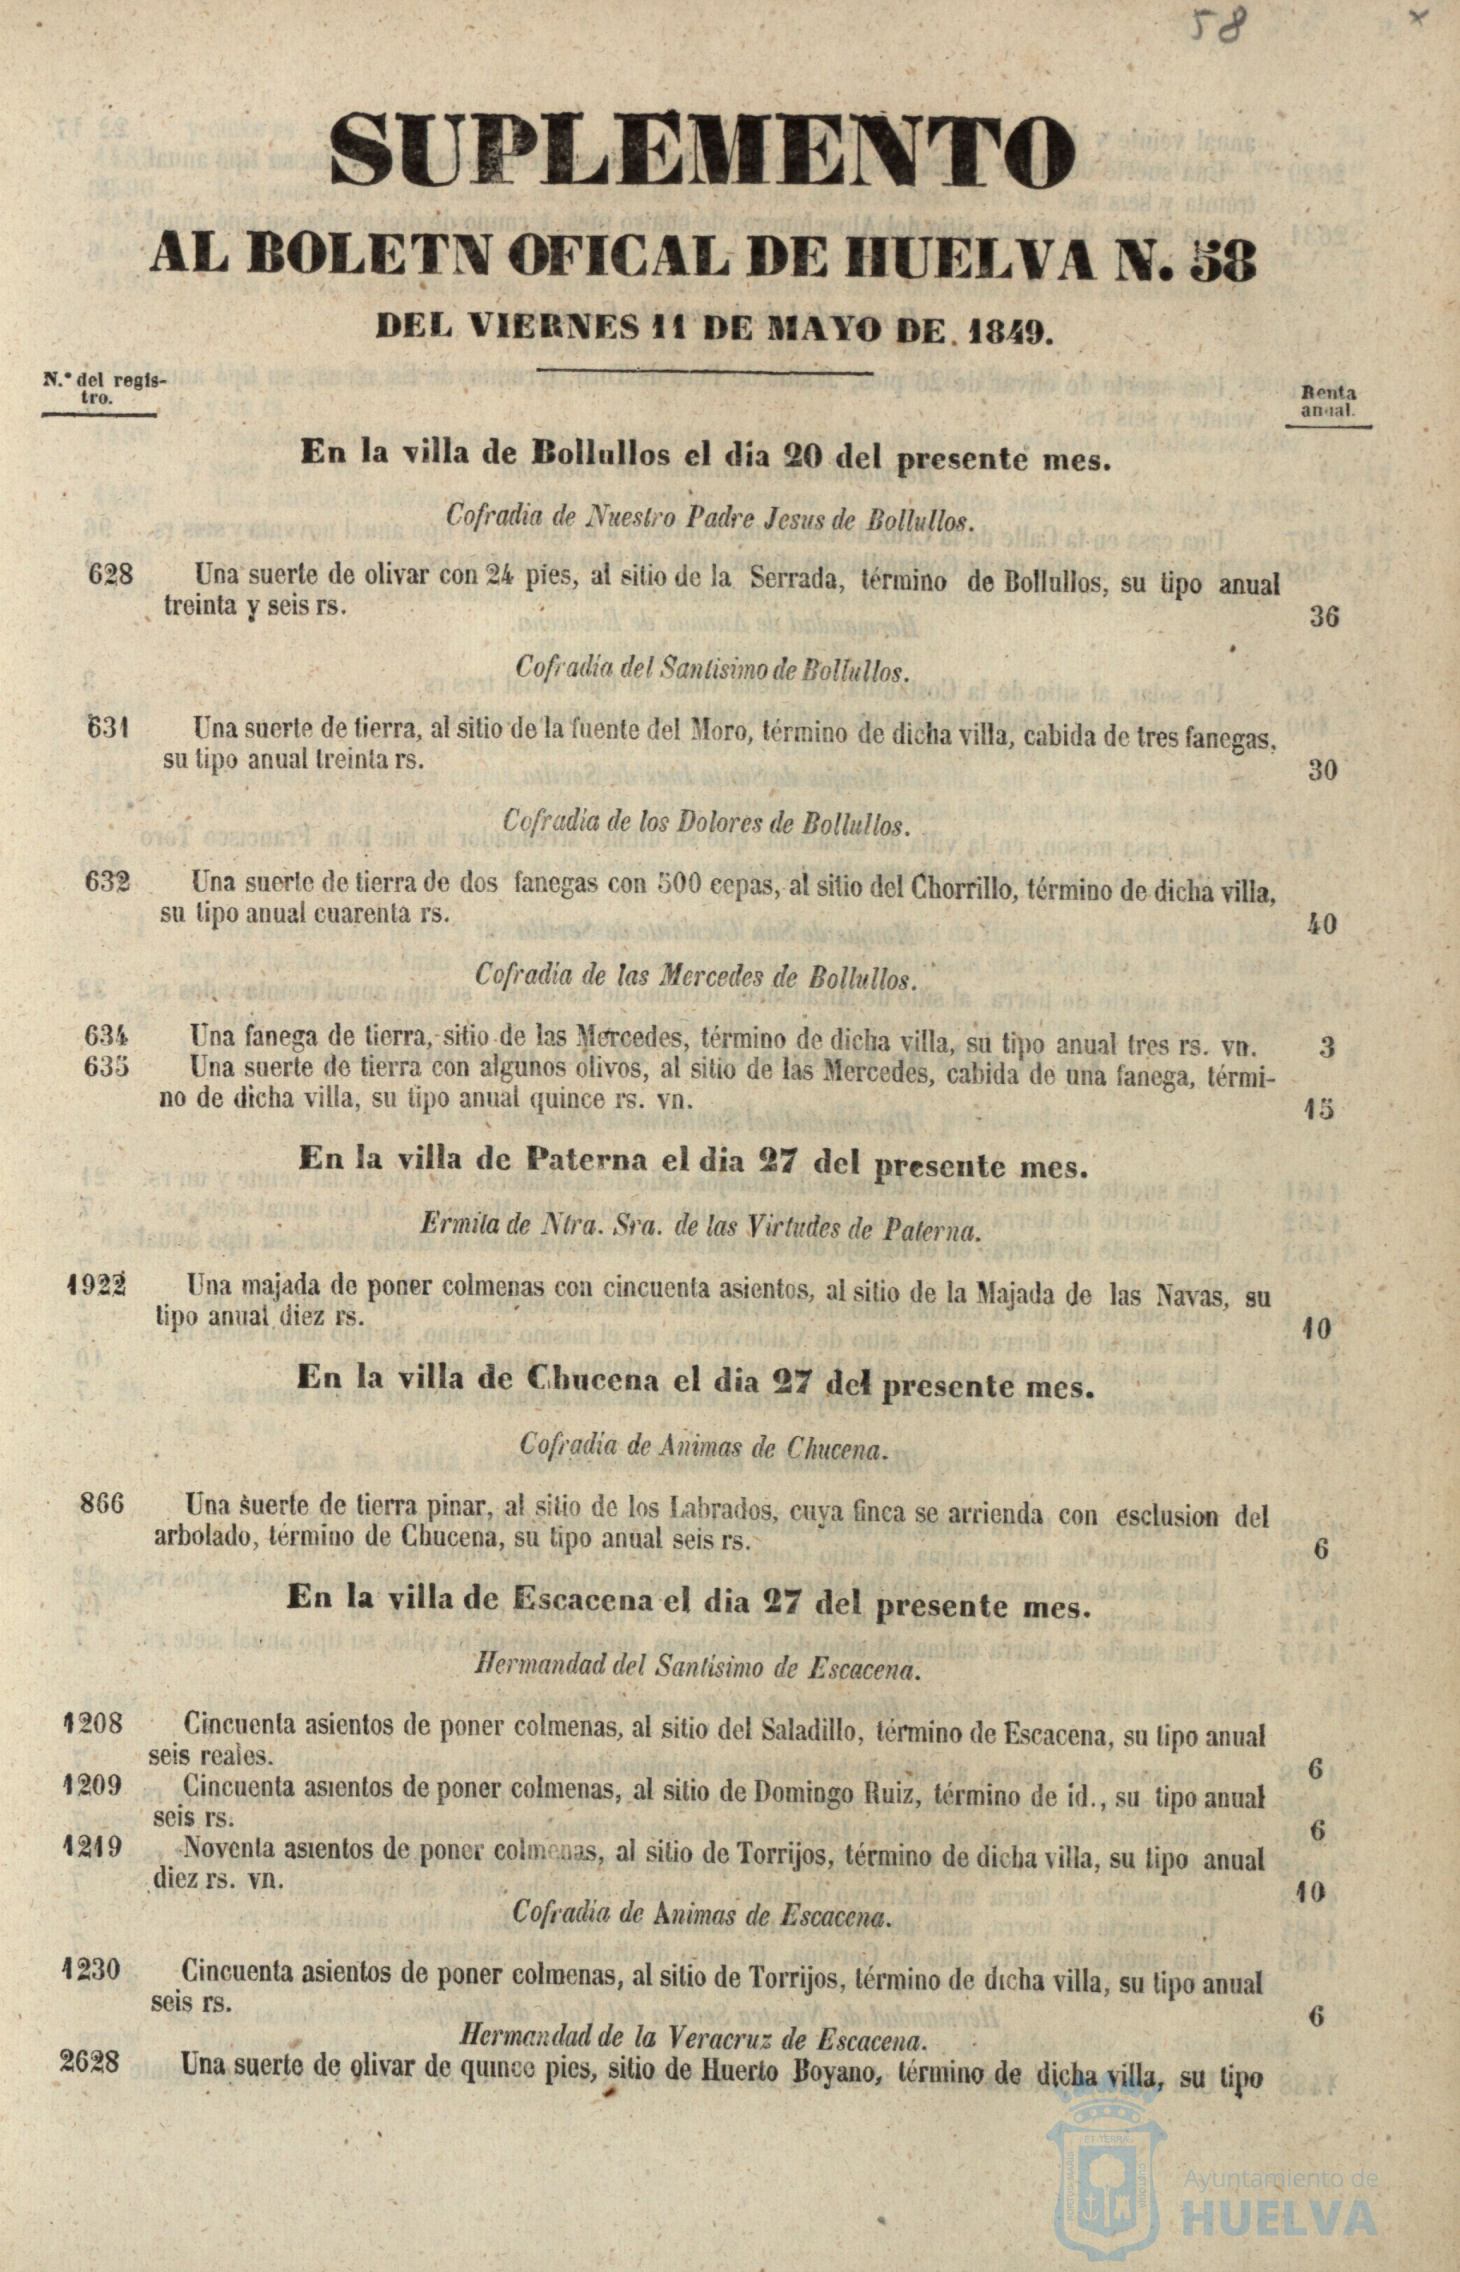 58 ×
SUPLEMENTO
AL BOLETN OFICAL DE HUELVA N. 58
DEL VIERNES 11 DE MAYO DE. 1849.
N.º del regis-
tro.
Renta
anual.
En la villa de Bollullos el dia 20 del presente mes.
Cofradia de Nuestro Padre Jesus de Bollullos.
628 Una suerte de olivar con 24 pies, al sitio de la Serrada, término de Bollullos, su tipo anual
treinta y seis rs. 36
Cofradía del Santisimo de Bollullos.
631 Una suerte de tierra, al sitio de la fuente del Moro, término de dicha villa, cabida de tres fanegas,
su tipo anual treinta rs. 30
Cofradía de los Dolores de Bollullos.
632 Una suerte de tierra de dos fanegas con 500 cepas, al sitio del Chorrillo, término de dicha villa,
su tipo anual cuarenta rs. 40
Cofradía de las Mercedes de Bollullos.
634 Una fanega de tierra, sitio de las Mercedes, término de dicha villa, su tipo anual tres rs. vn. 3
635 Una suerte de tierra con algunos olivos, al sitio de las Mercedes, cabida de una fanega, térmi-
no de dicha villa, su tipo anual quince rs. vn. 15
En la villa de Paterna el dia 27 del presente mes.
Ermita de Ntra. Sra. de las Virtudes de Paterna.
1922 Una majada de poner colmenas con cincuenta asientos, al sitio de la Majada de las Navas, su
tipo anual diez rs. 10
En la villa de Chucena el dia 27 del presente mes.
Cofradía de Animas de Chucena.
866 Una suerte de tierra pinar, al sitio de los Labrados, cuya finca se arrienda con esclusion del
arbolado, término de Chucena, su tipo anual seis rs. 6
En la villa de Escacena el dia 27 del presente mes.
Hermandad del Santísimo de Escacena.
1208 Cincuenta asientos de poner colmenas, al sitio del Saladillo, término de Escacena, su tipo anual
seis reales. 6
1209 Cincuenta asientos de poner colmenas, al sitio de Domingo Ruiz, término de id., su tipo anual
seis rs. 6
1219 Noventa asientos de poner colmenas, al sitio de Torrijos, término de dicha villa, su tipo anual
diez rs. vn. 10
Cofradía de Animas de Escacena.
1230 Cincuenta asientos de poner colmenas, al sitio de Torrijos, término de dicha villa, su tipo anual
seis rs. 6
Hermandad de la Veracruz de Escacena.
2628 Una suerte de olivar de quince pies, sitio de Huerto Boyano, término de dicha villa, su tipo
Ayuntamiento de
HUELVA